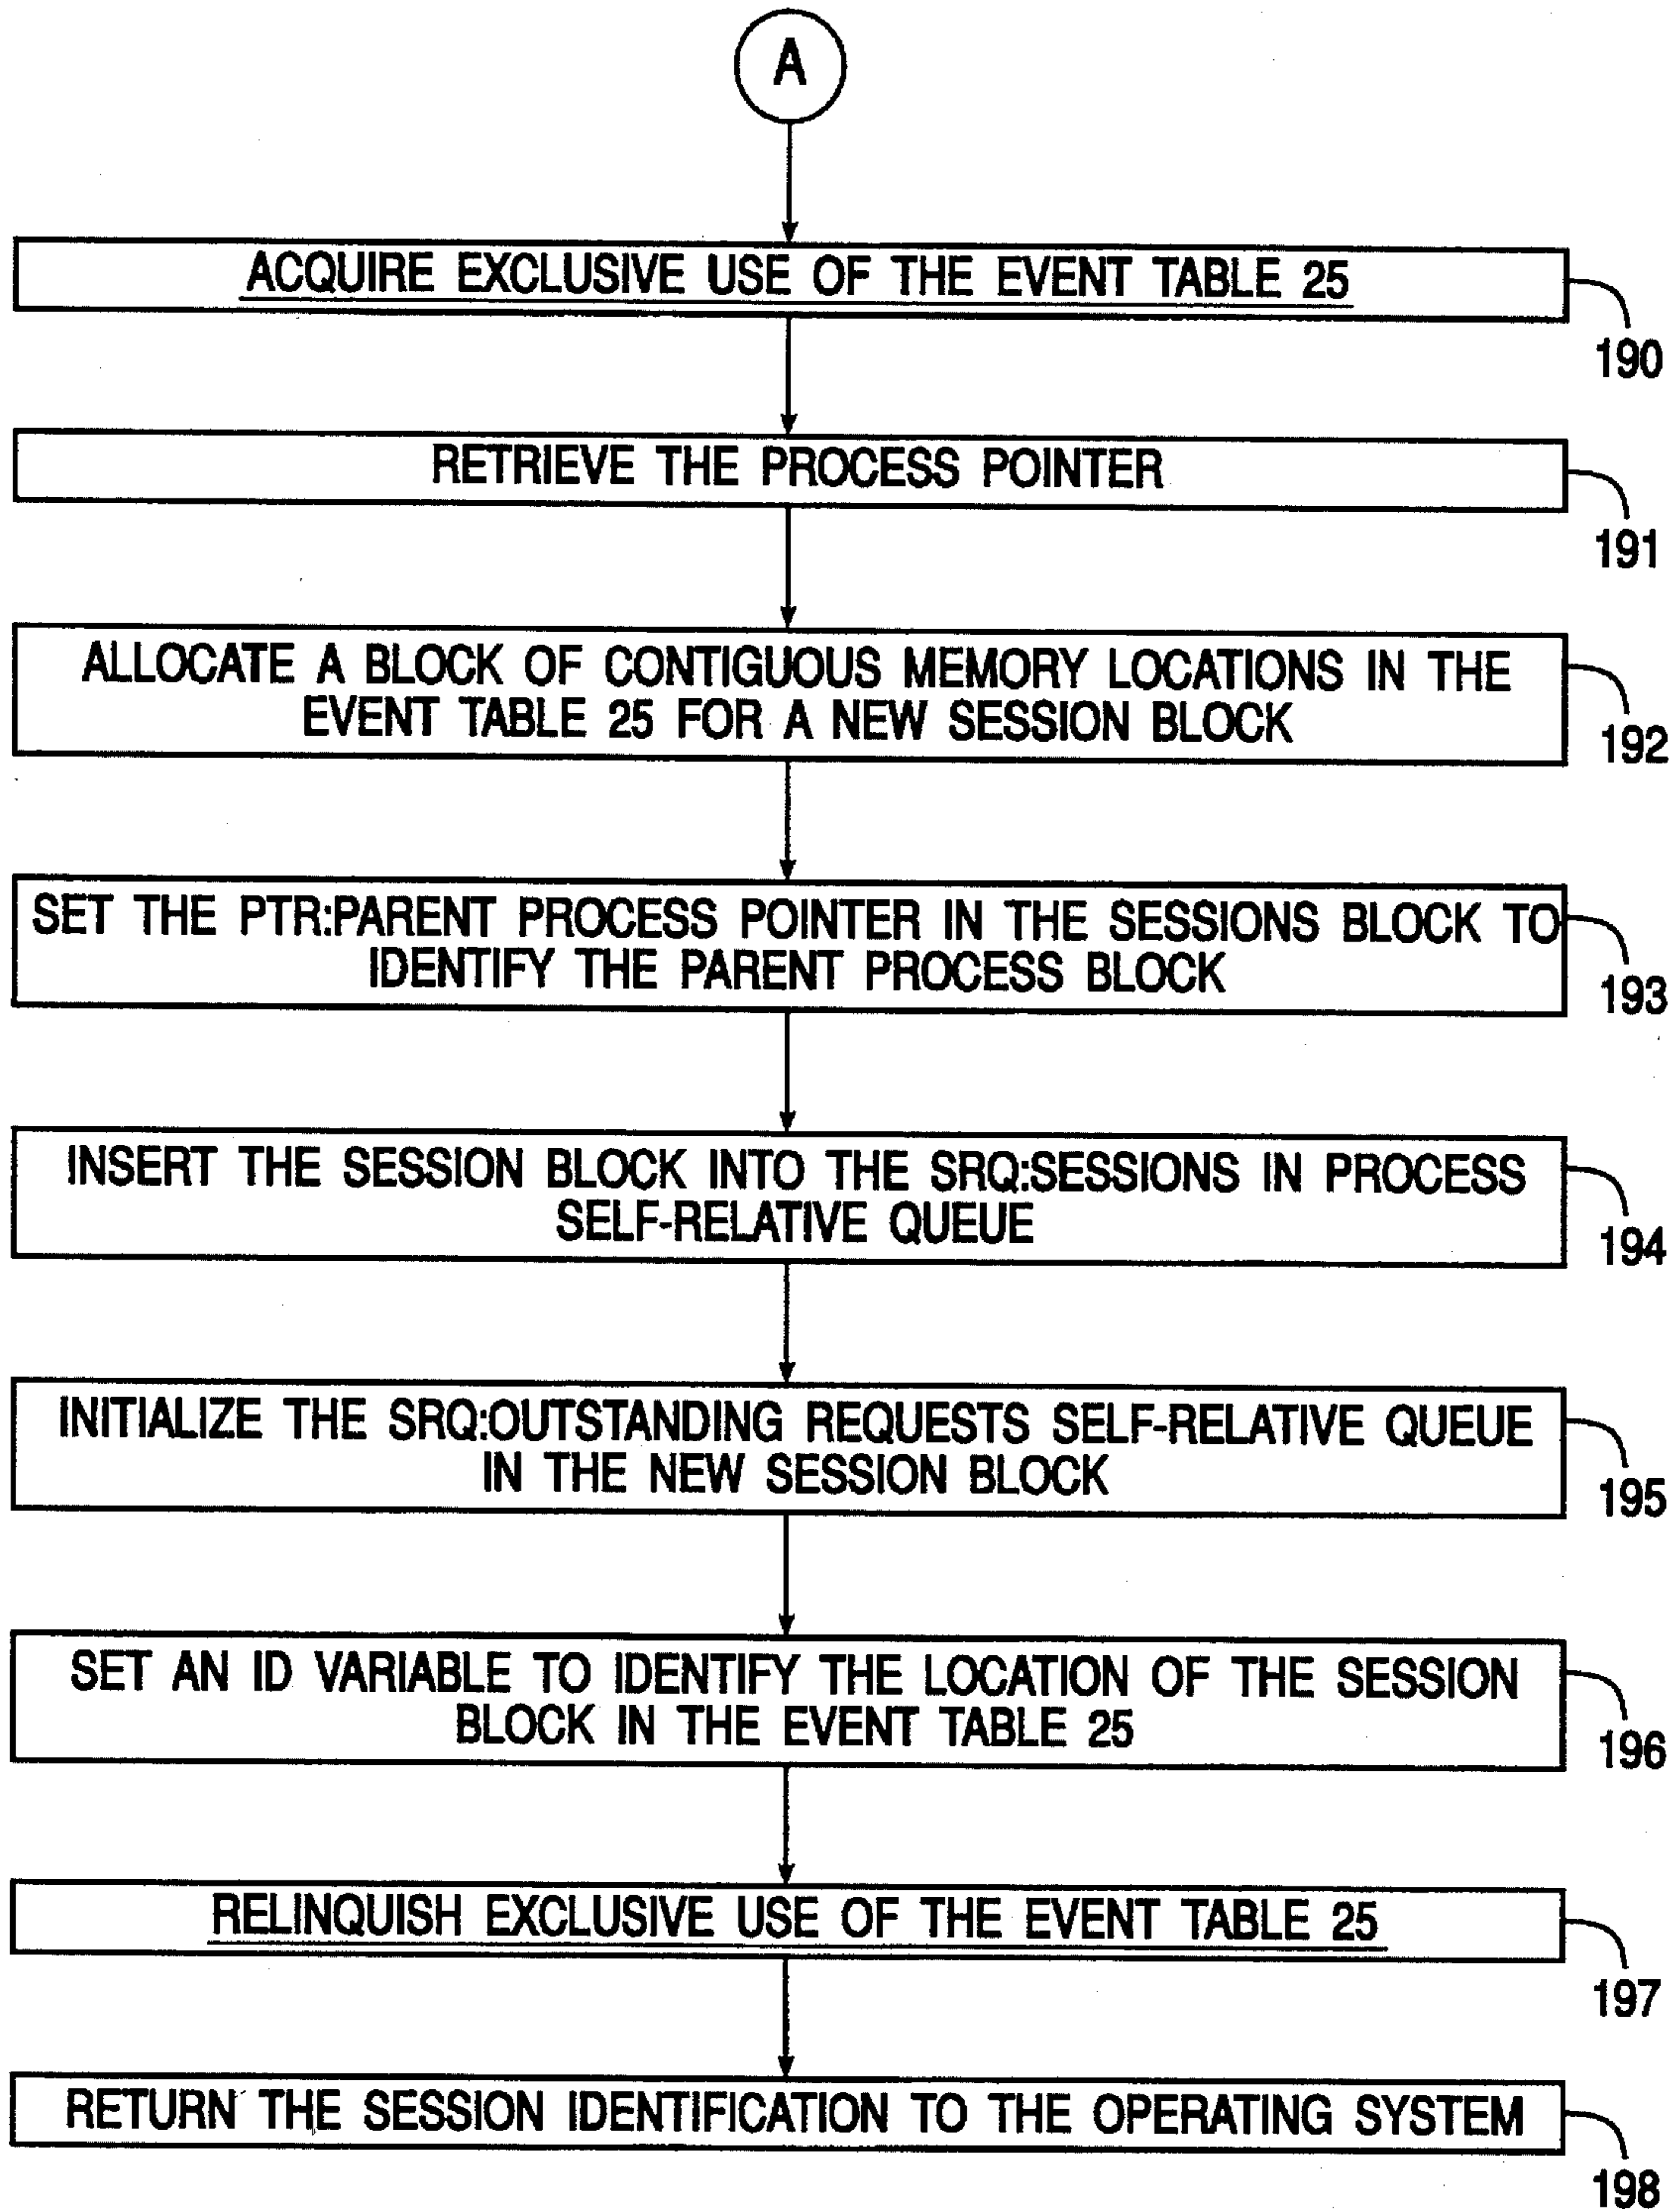 A
ACQUIRE EXCLUSIVE USE OF THE EVENT TABLE 25
190
RETRIEVE THE PROCESS POINTER
191
ALLOCATE A BLOCK OF CONTIGUOUS MEMORY LOCATIONS IN THE
EVENT TABLE 25 FOR A NEW SESSION BLOCK
192
SET THE PTR:PARENT PROCESS POINTER IN THE SESSIONS BLOCK TO
IDENTIFY THE PARENT PROCESS BLOCK
193
INSERT THE SESSION BLOCK INTO THE SRQ:SESSIONS IN PROCESS
SELF-RELATIVE QUEUE
194
INITIALIZE THE SRQ:OUTSTANDING REQUESTS SELF-RELATIVE QUEUE
IN THE NEW SESSION BLOCK
195
SET AN ID VARIABLE TO IDENTIFY THE LOCATION OF THE SESSION
BLOCK IN THE EVENT TABLE 25
196
RELINQUISH EXCLUSIVE USE OF THE EVENT TABLE 25
197
RETURN THE SESSION IDENTIFICATION TO THE OPERATING SYSTEM
198